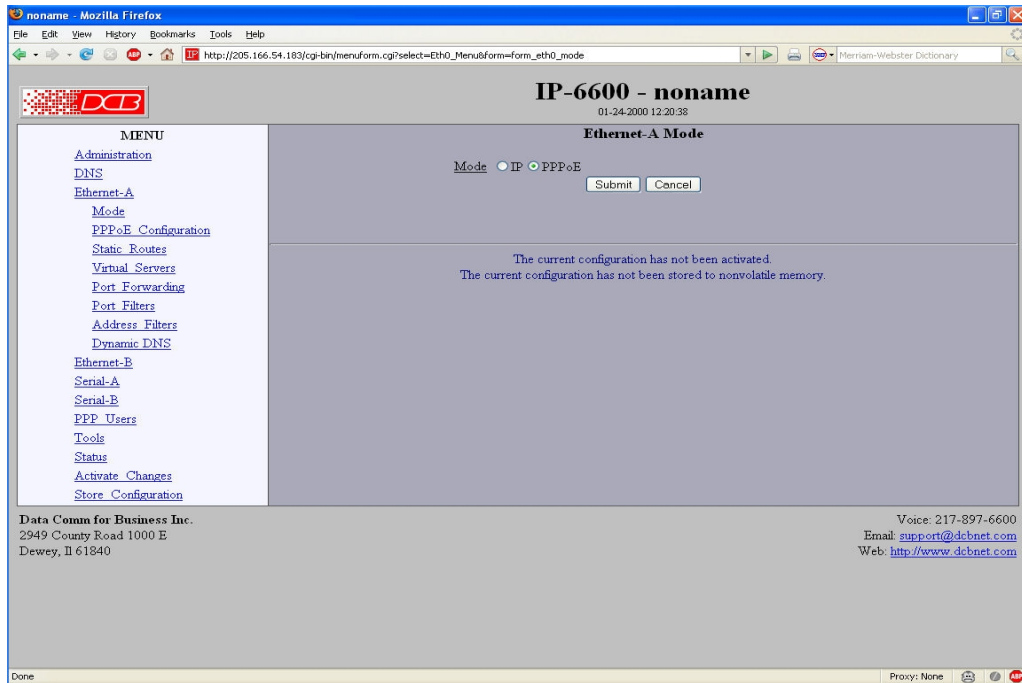 noname - Mozilla Firefox
File Edit View History Bookmarks Tools Help
ABP IP http://205.166.54.183/cgi-bin/menuform.cgi?select=Eth0_Menu&form=form_eth0_mode Merriam-Webster Dictionary
DCB
IP-6600 - noname
01-24-2000 12:20:38
MENU
Administration
DNS
Ethernet-A
Mode
PPPoE Configuration
Static Routes
Virtual Servers
Port Forwarding
Port Filters
Address Filters
Dynamic DNS
Ethernet-B
Serial-A
Serial-B
PPP Users
Tools
Status
Activate Changes
Store Configuration
Ethernet-A Mode
Mode IP PPPoE
Submit Cancel
The current configuration has not been activated.
The current configuration has not been stored to nonvolatile memory.
Data Comm for Business Inc.
2949 County Road 1000 E
Dewey, Il 61840
Voice: 217-897-6600
Email: support@dcbnet.com
Web: http://www.dcbnet.com
Done Proxy: None ABP